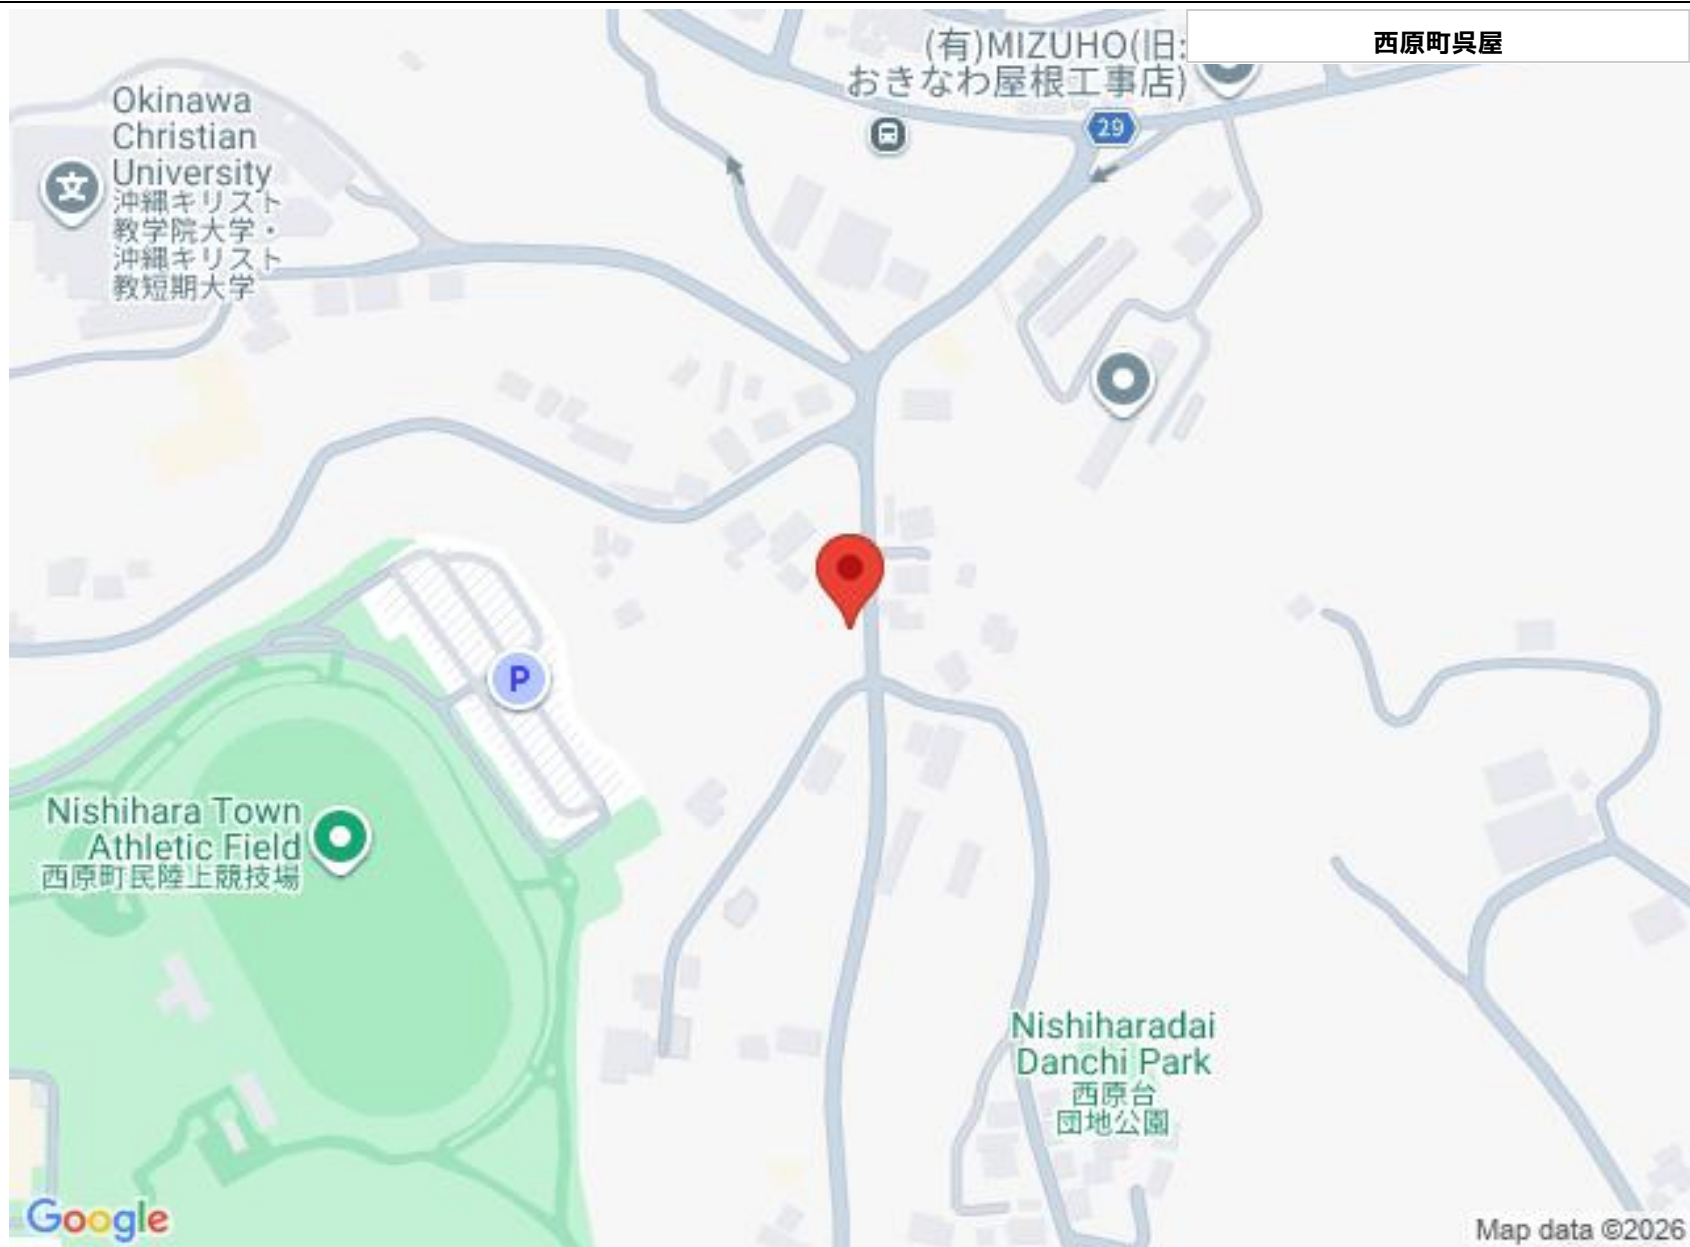 西原町呉屋
(有)MIZUHO(旧:
おきなわ屋根工事店)
29
Okinawa
Christian
University
沖縄キリスト
教学院大学・
沖縄キリスト
教短期大学
文
P
Nishihara Town
Athletic Field
西原町民陸上競技場
Nishiharadai
Danchi Park
西原台
団地公園
Google
Map data ©2026